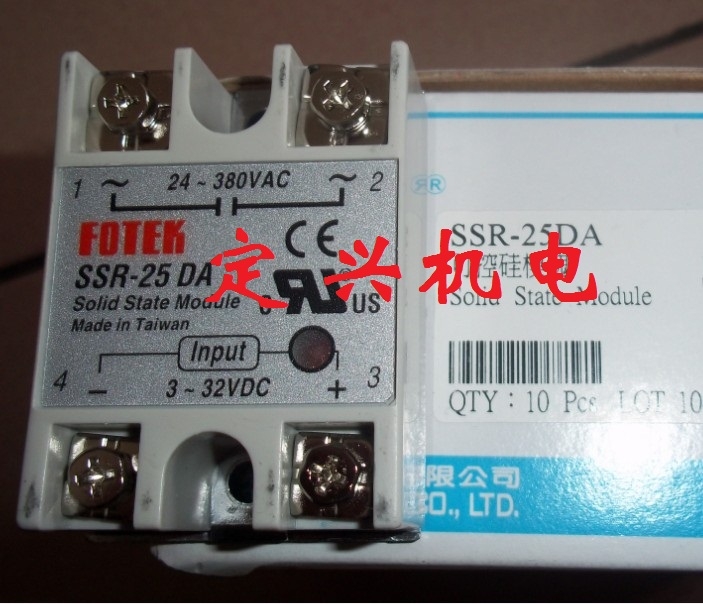 1 ~ 24 ~ 380VAC ~ 2
FOTEK
CE
SSR-25 DA
Solid State Module
Made in Taiwan
US
Input
4 − 3 ~ 32VDC + 3
定兴机电
R
SSR-25DA
控硅
Solid State Module
QTY : 10 Pcs LOT 10
限公司
CO., LTD.